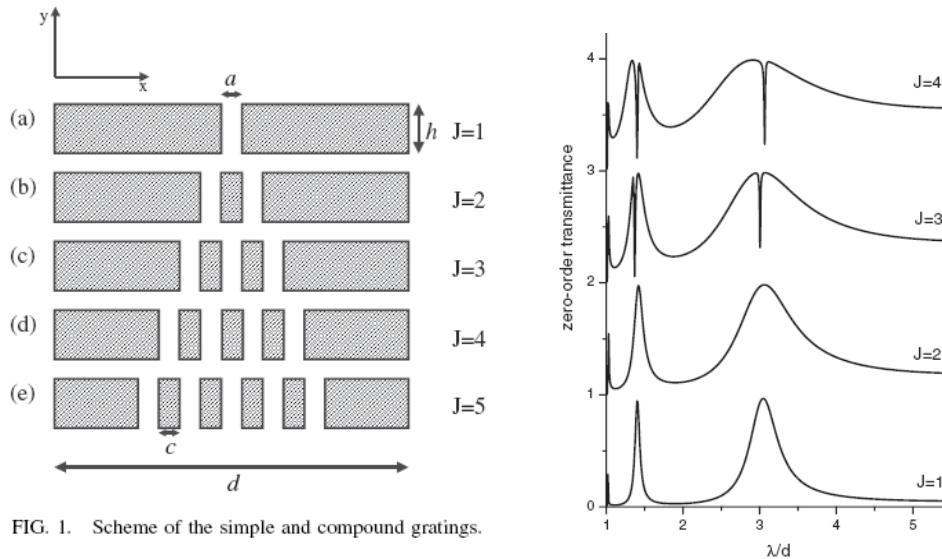 y
x
a
(a)
J=1
h
(b)
J=2
(c)
J=3
(d)
J=4
(e)
J=5
c
d
FIG. 1. Scheme of the simple and compound gratings.
zero-order transmittance
4
J=4
3
J=3
2
J=2
1
J=1
0
1 2 3 4 5
λ/d